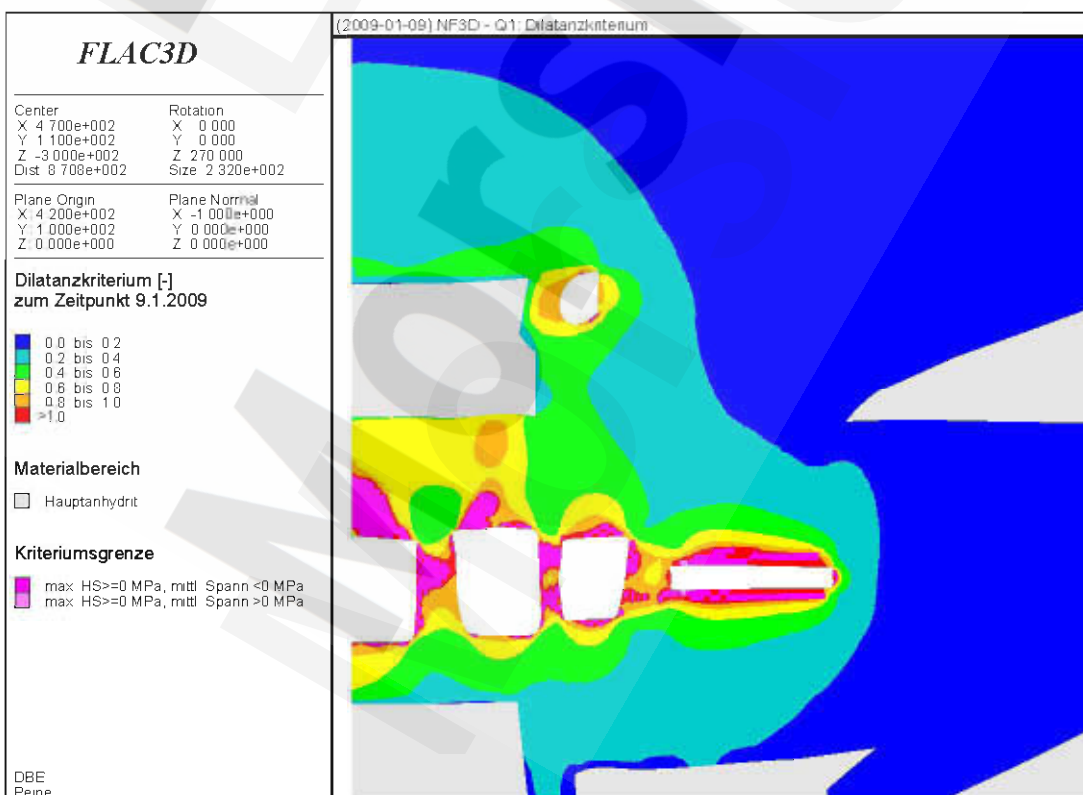 (2009-01-09) NF3D - Q1: Dilatanzkriterium
FLAC3D
Center Rotation
X 4 700e+002 X 0 000
Y 1 100e+002 Y 0 000
Z -3 000e+002 Z 270 000
Dist 8 708e+002 Size 2 320e+002
Plane Origin Plane Normal
X: 4 200e+002 X -1 000e+000
Y: 1 000e+002 Y 0 000e+000
Z: 0.000e+000 Z 0 000e+000
Dilatanzkriterium [-]
zum Zeitpunkt 9.1.2009
0.0 bis 0 2
0.2 bis 0 4
0 4 bis 0 6
0.6 bis 0 8
0.8 bis 1 0
>1.0
Materialbereich
Hauptanhydrit
Kriteriumsgrenze
max HS>=0 MPa, mittl Spann <0 MPa
max HS>=0 MPa, mittl Spann >0 MPa
DBE
Peine